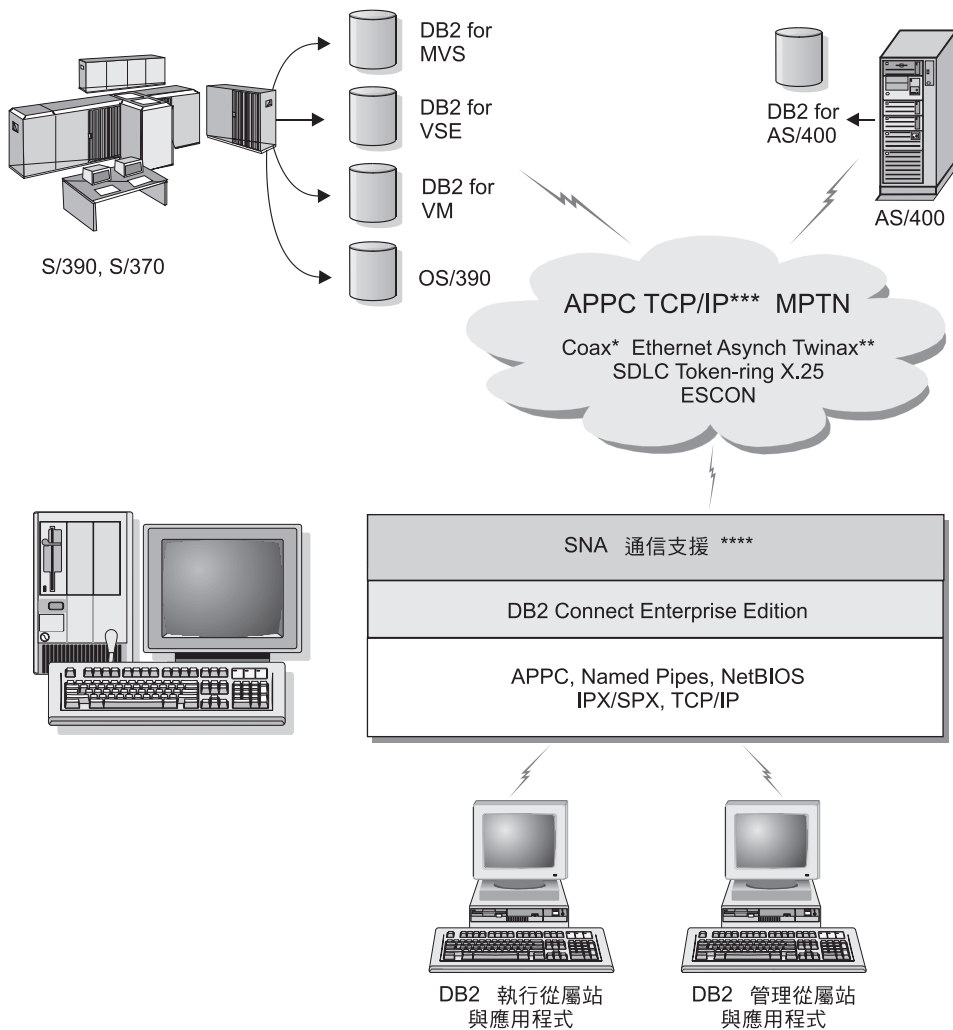 DB2 for
MVS
DB2 for
VSE
DB2 for
VM
OS/390
S/390, S/370
DB2 for
AS/400
AS/400
APPC TCP/IP*** MPTN
Coax* Ethernet Asynch Twinax**
SDLC Token-ring X.25
ESCON
SNA 通信支援 ****
DB2 Connect Enterprise Edition
APPC, Named Pipes, NetBIOS
IPX/SPX, TCP/IP
DB2 執行從屬站
與應用程式
DB2 管理從屬站
與應用程式